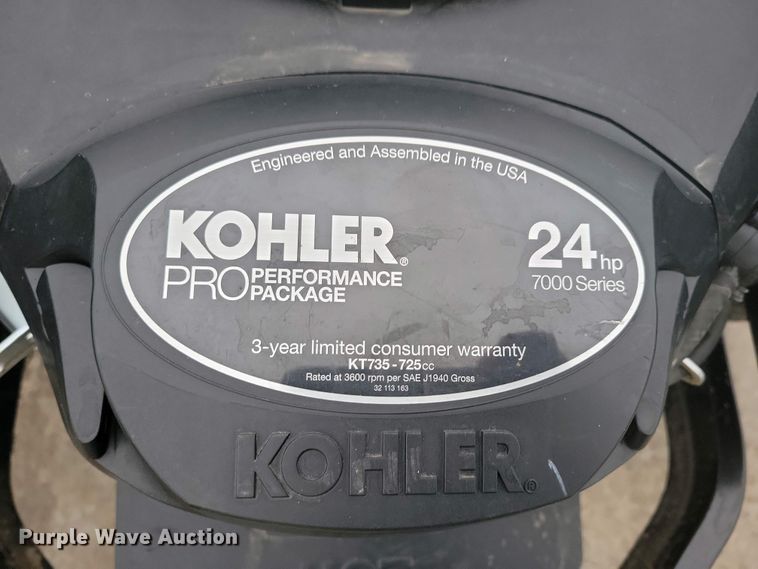 Engineered and Assembled in the USA
KOHLER®
PRO PERFORMANCE
PACKAGE
24 hp
7000 Series
3-year limited consumer warranty
KT735 - 725cc
Rated at 3600 rpm per SAE J1940 Gross
32 113 163
KOHLER®
Purple Wave Auction